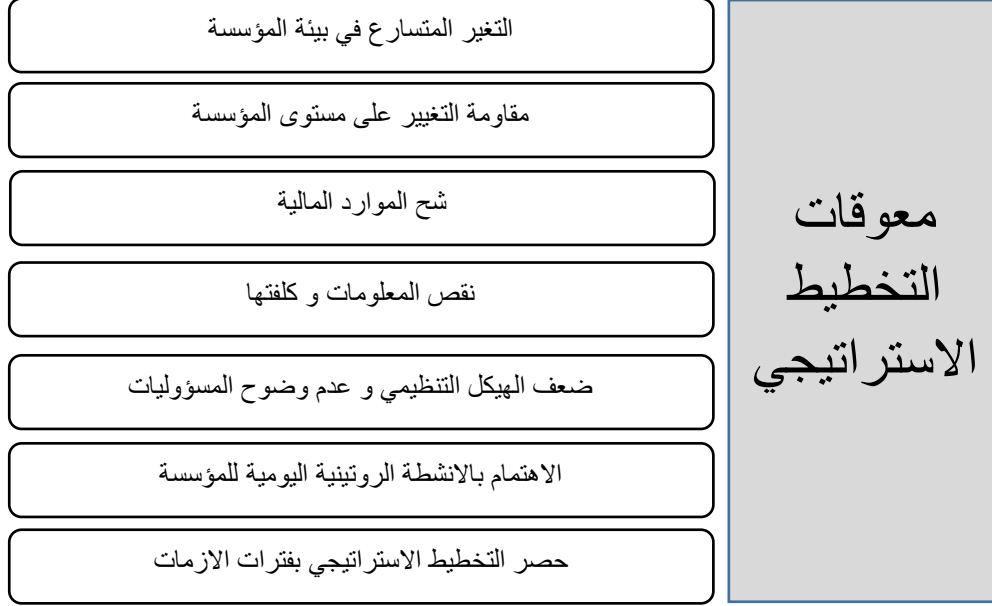 معوقات
التخطيط
الاستراتيجي
التغير المتسارع في بيئة المؤسسة
مقاومة التغيير على مستوى المؤسسة
شح الموارد المالية
نقص المعلومات و كلفتها
ضعف الهيكل التنظيمي و عدم وضوح المسؤوليات
الاهتمام بالانشطة الروتينية اليومية للمؤسسة
حصر التخطيط الاستراتيجي بفترات الازمات